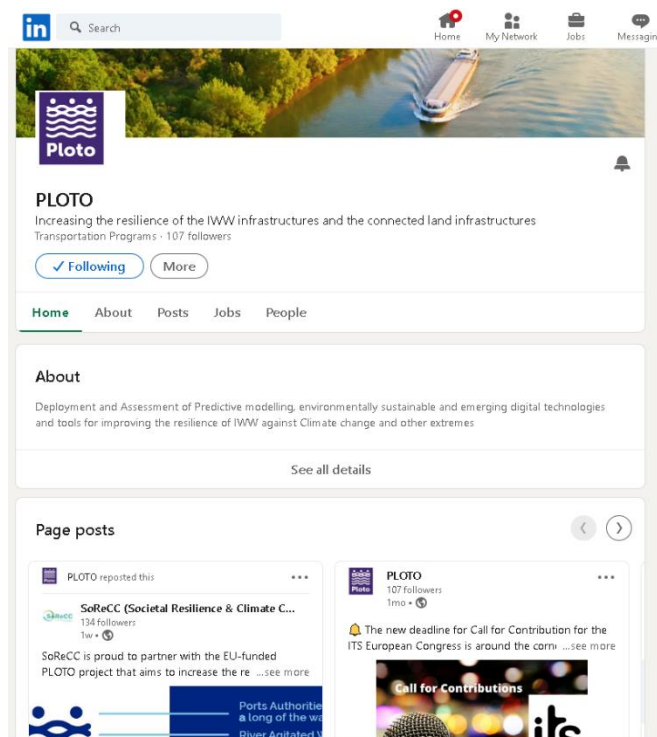 in
Search
Home
My Network
Jobs
Messagin
Ploto
PLOTO
Increasing the resilience of the IWW infrastructures and the connected land infrastructures
Transportation Programs · 107 followers
✓ Following
More
Home
About
Posts
Jobs
People
About
Deployment and Assessment of Predictive modelling, environmentally sustainable and emerging digital technologies
and tools for improving the resilience of IWW against Climate change and other extremes
See all details
Page posts
PLOTO reposted this
SoReCC
SoReCC (Societal Resilience & Climate C...
134 followers
1w •
SoReCC is proud to partner with the EU-funded
PLOTO project that aims to increase the re ...see more
Ports Authoritie
a long of the wa
River Agitated
Ploto
PLOTO
107 followers
1mo •
🔔 The new deadline for Call for Contribution for the
ITS European Congress is around the corn ...see more
Call for Contributions
its